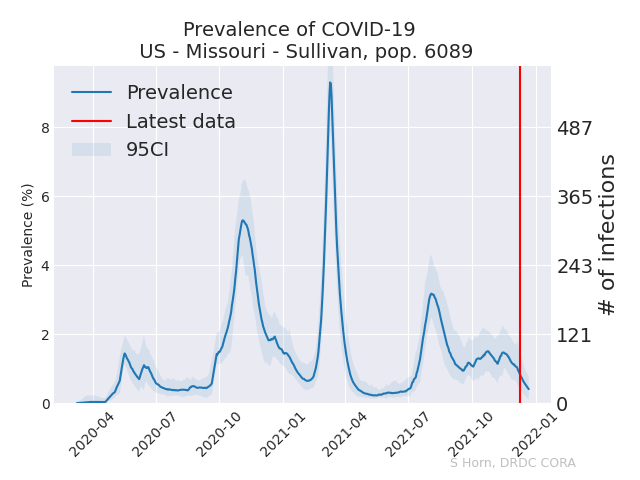 Prevalence of COVID-19
US - Missouri - Sullivan, pop. 6089
Prevalence
Latest data
95CI
Prevalence (%)
8
6
4
2
0
487
365
243
121
0
# of infections
2020-04
2020-07
2020-10
2021-01
2021-04
2021-07
2021-10
2022-01
S Horn, DRDC CORA